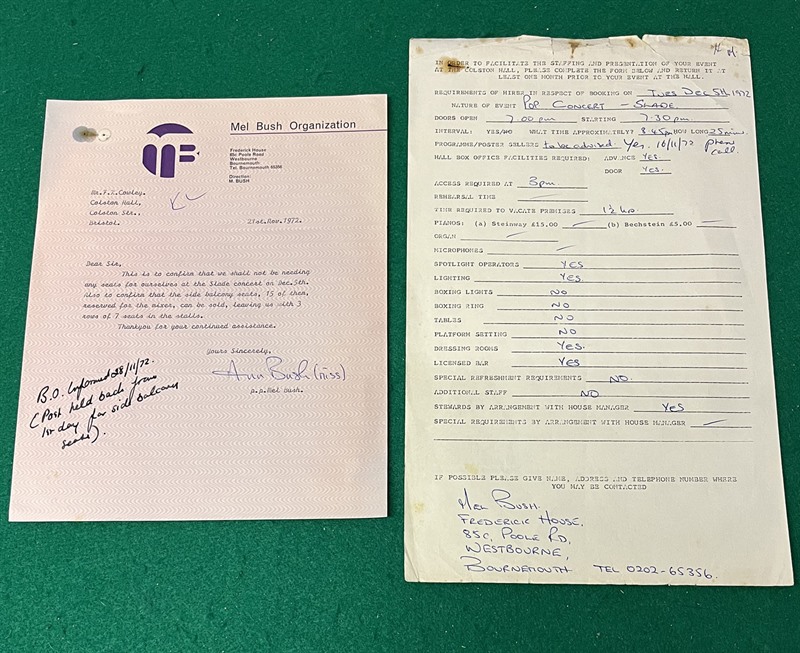 Mel Bush Organization
Frederick House
85c Poole Road
Westbourne
Bournemouth
Tel. Bournemouth 65356
Direction:
M. BUSH
Mr.F.K.Cowley.
Colston Hall,
Colston Str.,
Bristol.
21st.Nov.1972.
Dear Sir,
This is to confirm that we shall not be needing
any seats for ourselves at the Slade concert on Dec.5th.
Also to confirm that the side balcony seats, 15 of them,
reserved for the mixer, can be sold, leaving us with 3
rows of 7 seats in the stalls.
Thankyou for your continued assistance.
Yours Sincerely,
Ann Bush (miss)
p.p.Mel Bush.
B.O. Informed 28/11/72.
(Post held back from
1st day for side balcony
seats).
IN ORDER TO FACILITATE THE STAFFING AND PRESENTATION OF YOUR EVENT
AT THE COLSTON HALL, PLEASE COMPLETE THE FORM BELOW AND RETURN IT AT
LEAST ONE MONTH PRIOR TO YOUR EVENT AT THE HALL.
REQUIREMENTS OF HIRER IN RESPECT OF BOOKING ON TUES DEC 5TH 1972
NATURE OF EVENT POP CONCERT - SLADE
DOORS OPEN 7.00 pm STARTING 7.30 pm
INTERVAL: YES/NO WHAT TIME APPROXIMATELY? 8.45pm HOW LONG 25 mins
PROGRAMME/POSTER SELLERS to be advised. Yes. 16/11/72 phone call.
HALL BOX OFFICE FACILITIES REQUIRED: ADVANCE Yes.
DOOR YES.
ACCESS REQUIRED AT 3pm.
REHEARSAL TIME
TIME REQUIRED TO VACATE PREMISES 1½ hrs.
PIANOS: (a) Steinway £15.00 (b) Bechstein £5.00
ORGAN
MICROPHONES
SPOTLIGHT OPERATORS YES
LIGHTING YES.
BOXING LIGHTS NO
BOXING RING NO
TABLES NO
PLATFORM SETTING NO
DRESSING ROOMS YES.
LICENSED BAR YES
SPECIAL REFRESHMENT REQUIREMENTS NO.
ADDITIONAL STAFF NO
STEWARDS BY ARRANGEMENT WITH HOUSE MANAGER YES
SPECIAL REQUIREMENTS BY ARRANGEMENT WITH HOUSE MANAGER
IF POSSIBLE PLEASE GIVE NAME, ADDRESS AND TELEPHONE NUMBER WHERE
YOU MAY BE CONTACTED
MEL BUSH.
FREDERICK HOUSE,
85C, POOLE RD,
WESTBOURNE,
BOURNEMOUTH TEL 0202-65356.